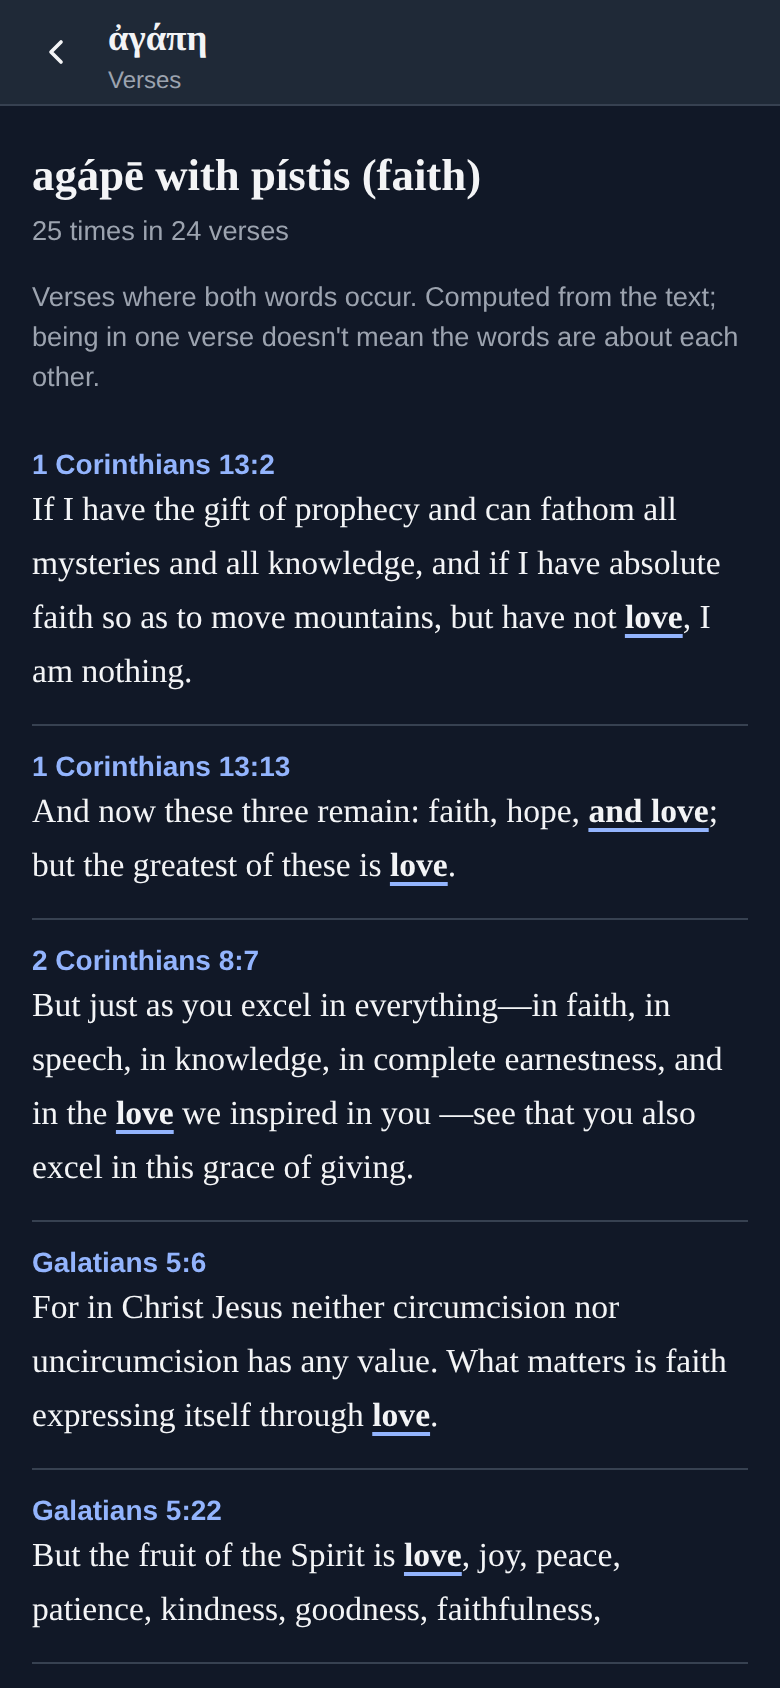 ἀγάπη
Verses
agápē with pístis (faith)
25 times in 24 verses
Verses where both words occur. Computed from the text;
being in one verse doesn't mean the words are about each
other.
1 Corinthians 13:2
If I have the gift of prophecy and can fathom all
mysteries and all knowledge, and if I have absolute
faith so as to move mountains, but have not love, I
am nothing.
1 Corinthians 13:13
And now these three remain: faith, hope, and love;
but the greatest of these is love.
2 Corinthians 8:7
But just as you excel in everything—in faith, in
speech, in knowledge, in complete earnestness, and
in the love we inspired in you —see that you also
excel in this grace of giving.
Galatians 5:6
For in Christ Jesus neither circumcision nor
uncircumcision has any value. What matters is faith
expressing itself through love.
Galatians 5:22
But the fruit of the Spirit is love, joy, peace,
patience, kindness, goodness, faithfulness,